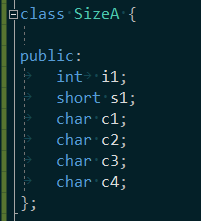 class SizeA {
public:
int i1;
short s1;
char c1;
char c2;
char c3;
char c4;
};